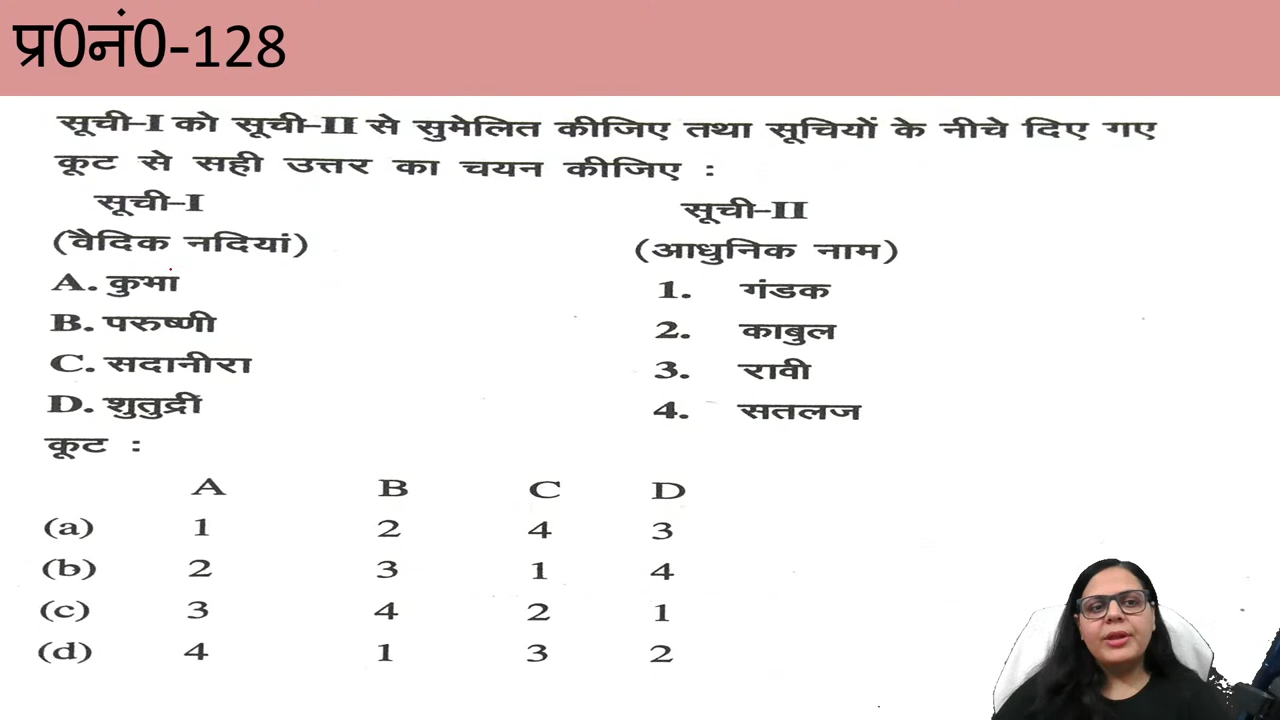 प्र0नं0-128
सूची-I को सूची-II से सुमेलित कीजिए तथा सूचियों के नीचे दिए गए
कूट से सही उत्तर का चयन कीजिए :
सूची-I सूची-II
(वैदिक नदियां) (आधुनिक नाम)
A. कुभा 1. गंडक
B. परुष्णी 2. काबुल
C. सदानीरा 3. रावी
D. शुतुद्री 4. सतलज
कूट :
A B C D
(a) 1 2 4 3
(b) 2 3 1 4
(c) 3 4 2 1
(d) 4 1 3 2